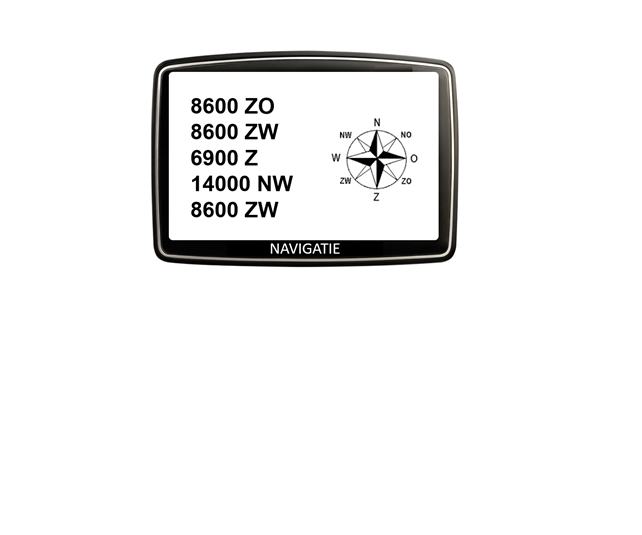 8600 ZO
8600 ZW
6900 Z
14000 NW
8600 ZW
N
NW NO
W O
ZW ZO
Z
NAVIGATIE